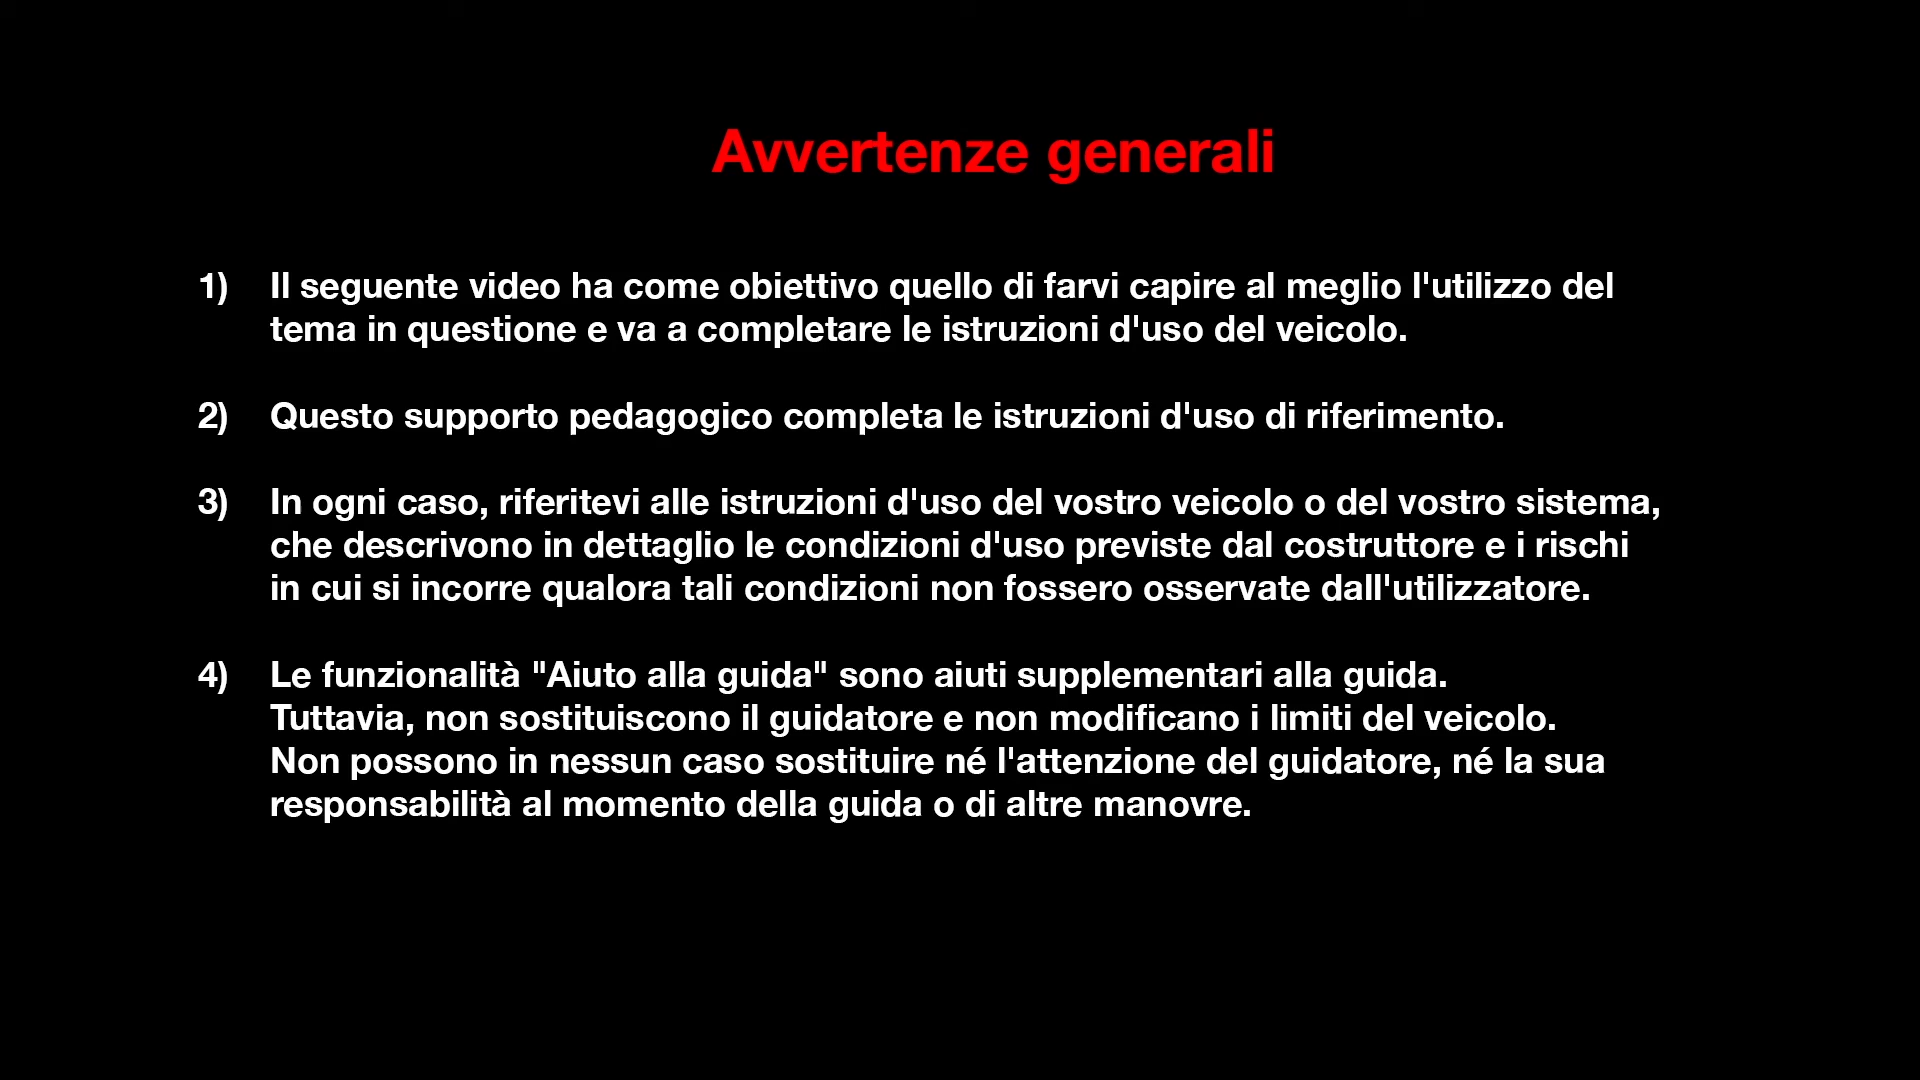 Avvertenze generali
1) Il seguente video ha come obiettivo quello di farvi capire al meglio l'utilizzo del
tema in questione e va a completare le istruzioni d'uso del veicolo.
2) Questo supporto pedagogico completa le istruzioni d'uso di riferimento.
3) In ogni caso, riferitevi alle istruzioni d'uso del vostro veicolo o del vostro sistema,
che descrivono in dettaglio le condizioni d'uso previste dal costruttore e i rischi
in cui si incorre qualora tali condizioni non fossero osservate dall'utilizzatore.
4) Le funzionalità "Aiuto alla guida" sono aiuti supplementari alla guida.
Tuttavia, non sostituiscono il guidatore e non modificano i limiti del veicolo.
Non possono in nessun caso sostituire né l'attenzione del guidatore, né la sua
responsabilità al momento della guida o di altre manovre.